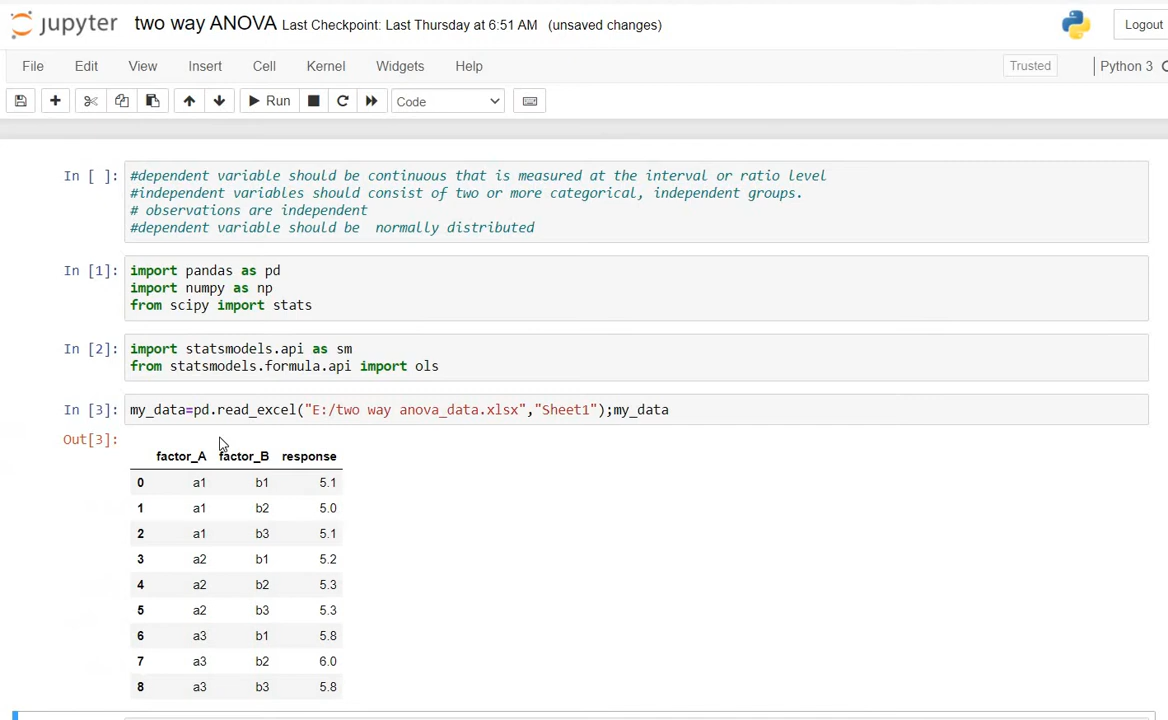 jupyter two way ANOVA Last Checkpoint: Last Thursday at 6:51 AM (unsaved changes) Logout
File Edit View Insert Cell Kernel Widgets Help Trusted Python 3
Run Code
In [ ]: #dependent variable should be continuous that is measured at the interval or ratio level
#independent variables should consist of two or more categorical, independent groups.
# observations are independent
#dependent variable should be  normally distributed
In [1]: import pandas as pd
import numpy as np
from scipy import stats
In [2]: import statsmodels.api as sm
from statsmodels.formula.api import ols
In [3]: my_data=pd.read_excel("E:/two way anova_data.xlsx","Sheet1");my_data
Out[3]:
factor_A factor_B response
0 a1 b1 5.1
1 a1 b2 5.0
2 a1 b3 5.1
3 a2 b1 5.2
4 a2 b2 5.3
5 a2 b3 5.3
6 a3 b1 5.8
7 a3 b2 6.0
8 a3 b3 5.8